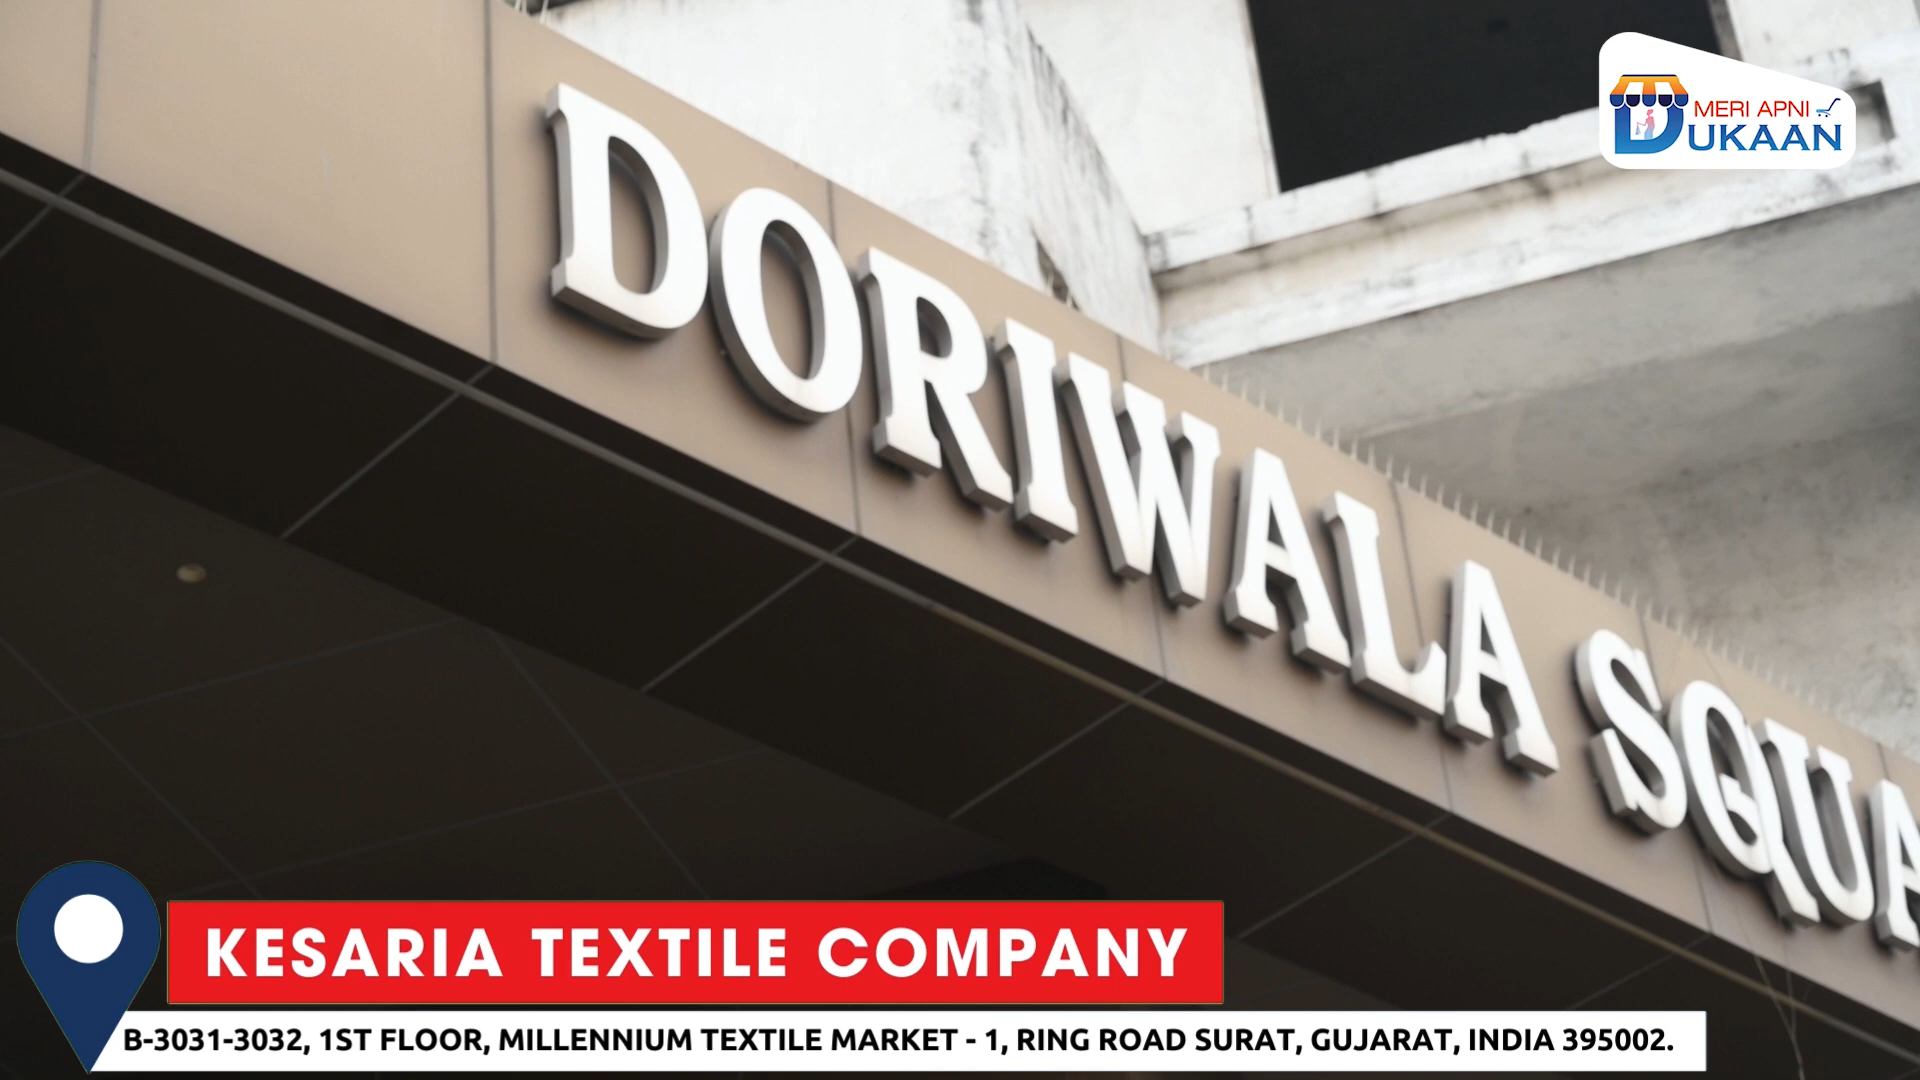 MERI APNI
DUKAAN
DORIWALA SQUA
KESARIA TEXTILE COMPANY
B-3031-3032, 1ST FLOOR, MILLENNIUM TEXTILE MARKET - 1, RING ROAD SURAT, GUJARAT, INDIA 395002.